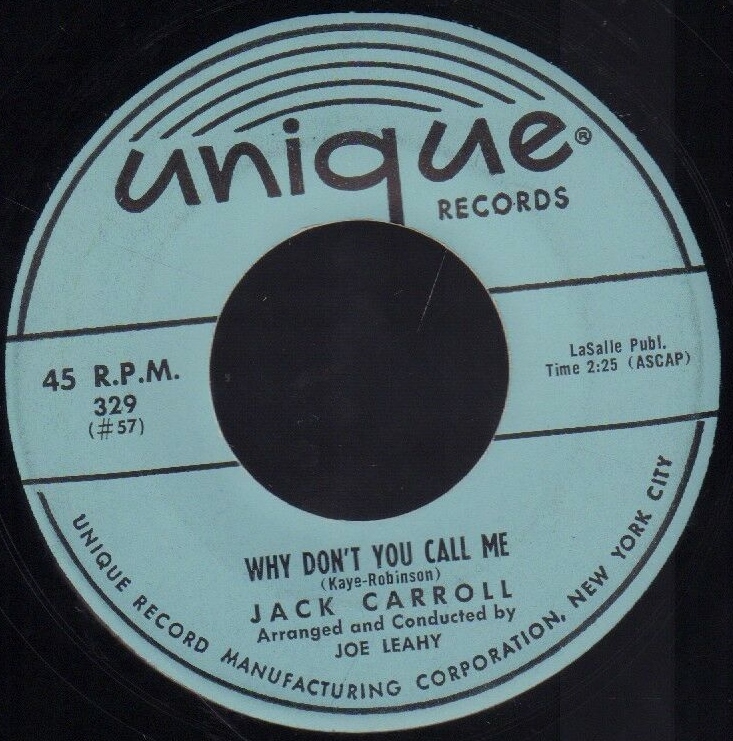 unique®
RECORDS
45 R.P.M.
329
(#57)
LaSalle Publ.
Time 2:25 (ASCAP)
WHY DON'T YOU CALL ME
(Kaye-Robinson)
JACK CARROLL
Arranged and Conducted by
JOE LEAHY
UNIQUE RECORD MANUFACTURING CORPORATION, NEW YORK CITY